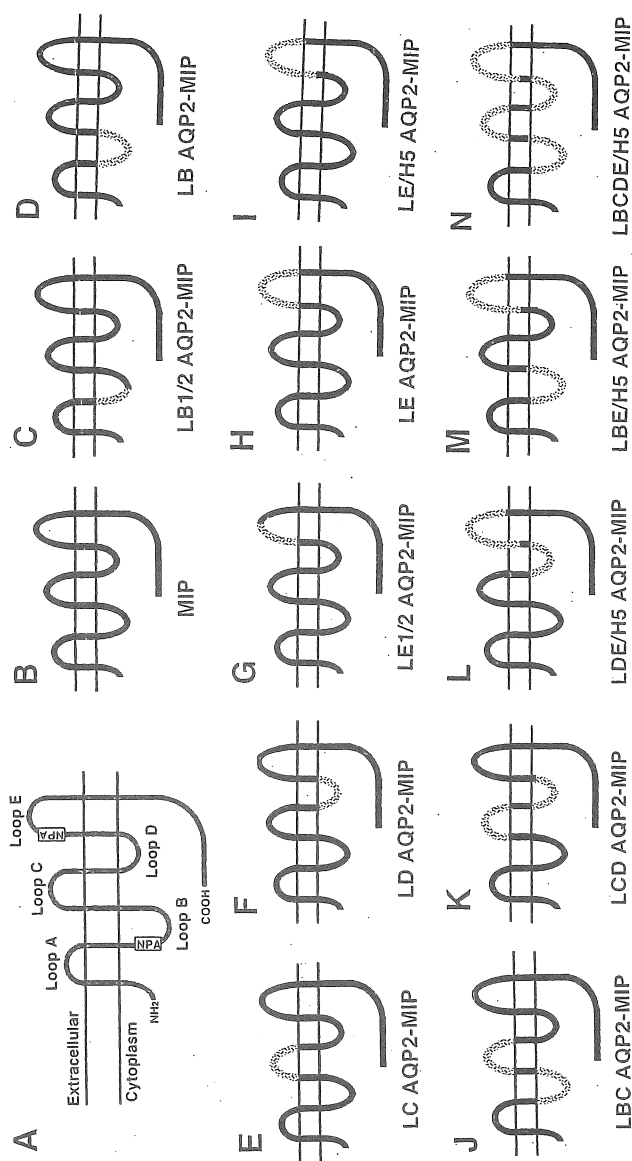 A
Extracellular
Cytoplasm
Loop A
Loop C
Loop E
NPA
NPA
Loop B
Loop D
NH2
COOH
B
MIP
C
LB1/2 AQP2-MIP
D
LB AQP2-MIP
E
LC AQP2-MIP
F
LD AQP2-MIP
G
LE1/2 AQP2-MIP
H
LE AQP2-MIP
I
LE/H5 AQP2-MIP
J
LBC AQP2-MIP
K
LCD AQP2-MIP
L
LDE/H5 AQP2-MIP
M
LBE/H5 AQP2-MIP
N
LBCDE/H5 AQP2-MIP